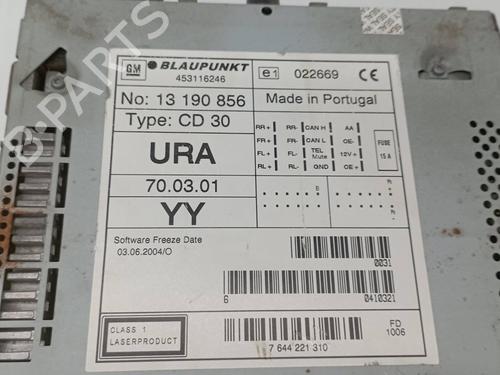 GM BLAUPUNKT
453116246
e1 022669 CE
No: 13 190 856
Made in Portugal
Type: CD 30
RR+ RR- CAN H AA
FR+ FR- CAN L OE-
FL+ FL- TEL Mute 12V+
RL+ RL- GND OE+
FUSE
15 A
URA
70.03.01
YY
Software Freeze Date
03.06.2004/O
0031
6 0410321
CLASS 1
LASERPRODUCT
7 644 221 310
FD
1006
B-PARTS